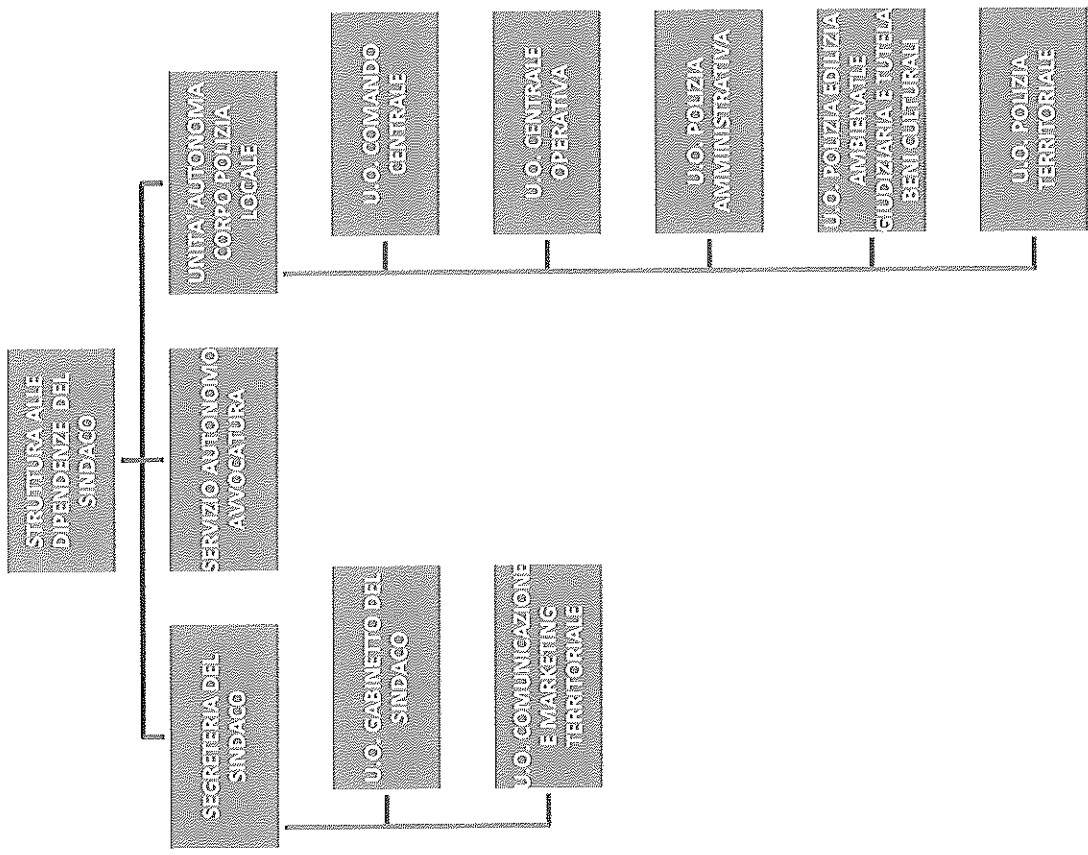 STRUTTURA ALLE
DIPENDENZE DEL
SINDACO
SEGRETERIA DEL
SINDACO
U.O. GABINETTO DEL
SINDACO
U.O. COMUNICAZIONE
E MARKETING
TERRITORIALE
SERVIZIO AUTONOMO
AVVOCATURA
UNITA' AUTONOMA
CORPO POLIZIA
LOCALE
U.O. COMANDO
CENTRALE
U.O. CENTRALE
OPERATIVA
U.O. POLIZIA
AMMINISTRATIVA
U.O. POLIZIA EDILIZIA
AMBIENATLE
GIUDIZIARIA E TUTELA
BENI CULTURALI
U.O. POLIZIA
TERRITORIALE